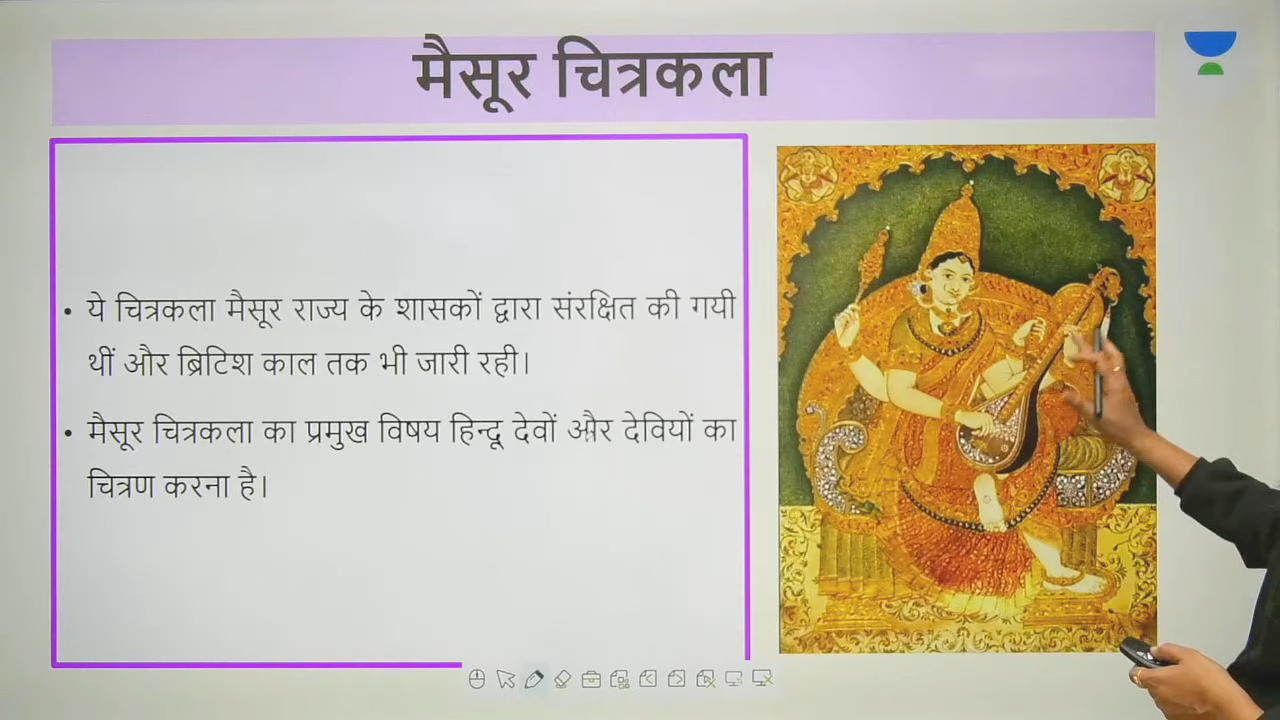 मैसूर चित्रकला
• ये चित्रकला मैसूर राज्य के शासकों द्वारा संरक्षित की गयी
थीं और ब्रिटिश काल तक भी जारी रही।
• मैसूर चित्रकला का प्रमुख विषय हिन्दू देवों और देवियों का
चित्रण करना है।